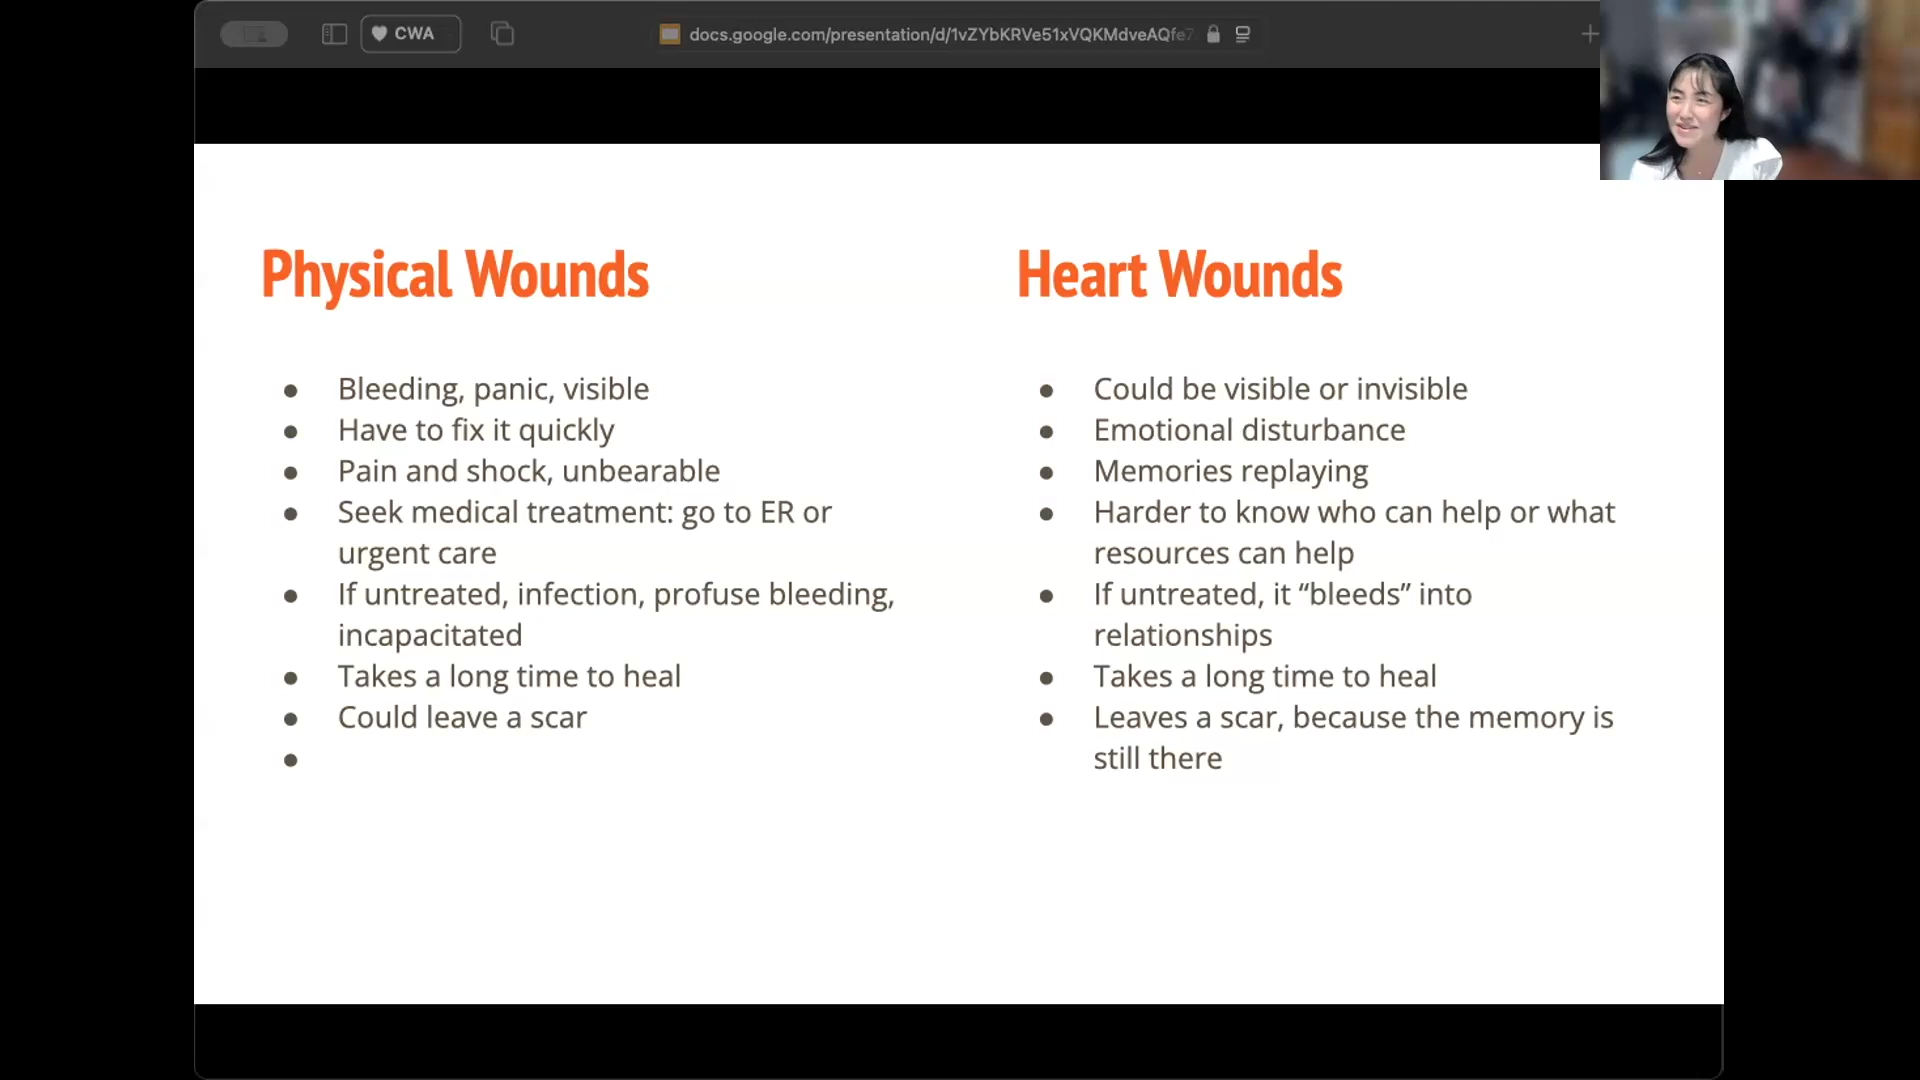 CWA
docs.google.com/presentation/d/1vZYbKRVe51xVQKMdveAQfe7
Physical Wounds
Bleeding, panic, visible
Have to fix it quickly
Pain and shock, unbearable
Seek medical treatment: go to ER or
urgent care
If untreated, infection, profuse bleeding,
incapacitated
Takes a long time to heal
Could leave a scar
Heart Wounds
Could be visible or invisible
Emotional disturbance
Memories replaying
Harder to know who can help or what
resources can help
If untreated, it “bleeds” into
relationships
Takes a long time to heal
Leaves a scar, because the memory is
still there